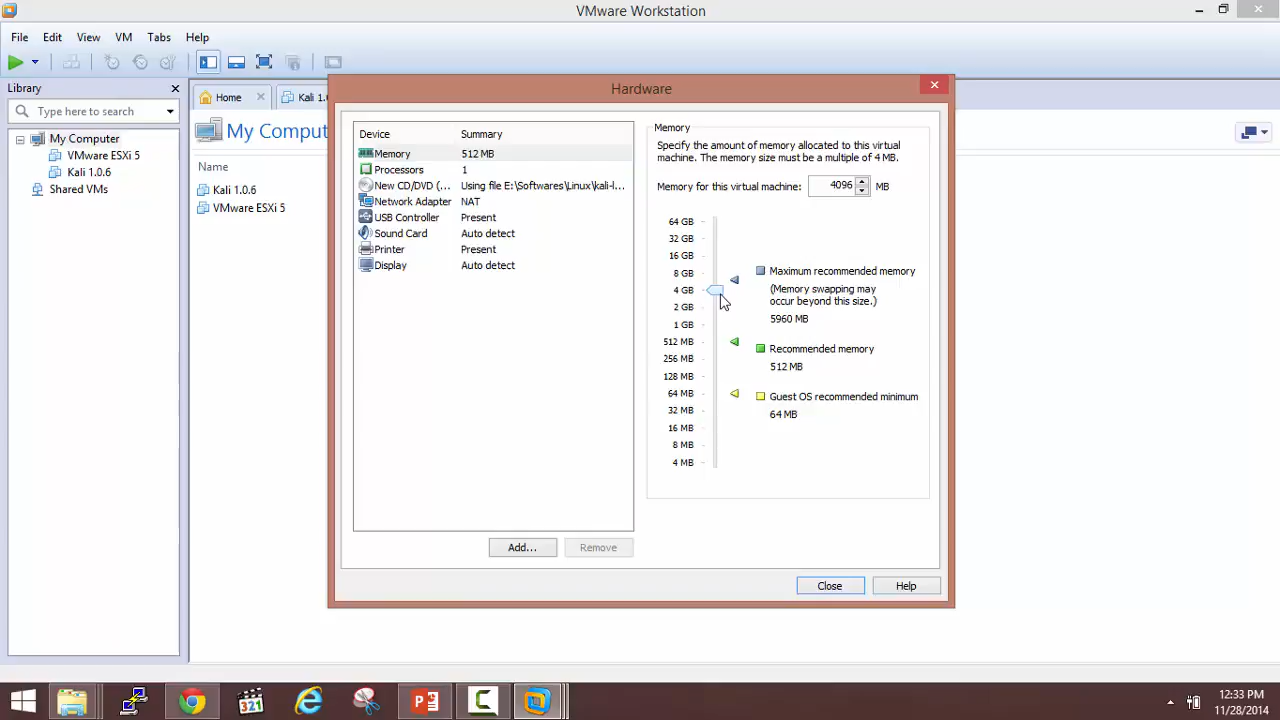 VMware Workstation
File Edit View VM Tabs Help
Library
Type here to search
My Computer
VMware ESXi 5
Kali 1.0.6
Shared VMs
Home
Kali 1.
My Comput
Name
Kali 1.0.6
VMware ESXi 5
Hardware
Device Summary
Memory 512 MB
Processors 1
New CD/DVD (... Using file E:\Softwares\Linux\kali-l...
Network Adapter NAT
USB Controller Present
Sound Card Auto detect
Printer Present
Display Auto detect
Add...
Remove
Memory
Specify the amount of memory allocated to this virtual
machine. The memory size must be a multiple of 4 MB.
Memory for this virtual machine: 4096 MB
64 GB
32 GB
16 GB
8 GB
4 GB
2 GB
1 GB
512 MB
256 MB
128 MB
64 MB
32 MB
16 MB
8 MB
4 MB
Maximum recommended memory
(Memory swapping may
occur beyond this size.)
5960 MB
Recommended memory
512 MB
Guest OS recommended minimum
64 MB
Close
Help
321
12:33 PM
11/28/2014